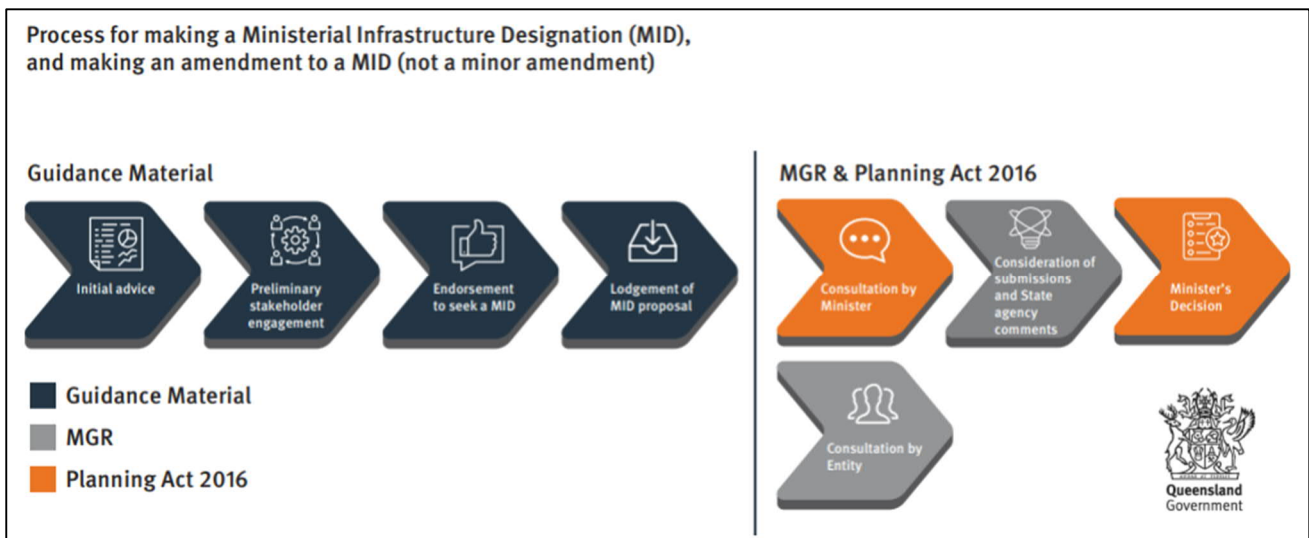 Process for making a Ministerial Infrastructure Designation (MID),
and making an amendment to a MID (not a minor amendment)
Guidance Material
Initial advice
Preliminary
stakeholder
engagement
Endorsement
to seek a MID
Lodgement of
MID proposal
MGR & Planning Act 2016
Consultation by
Minister
Consideration of
submissions
and State
agency
comments
Minister's
Decision
Consultation by
Entity
Guidance Material
MGR
Planning Act 2016
Queensland
Government